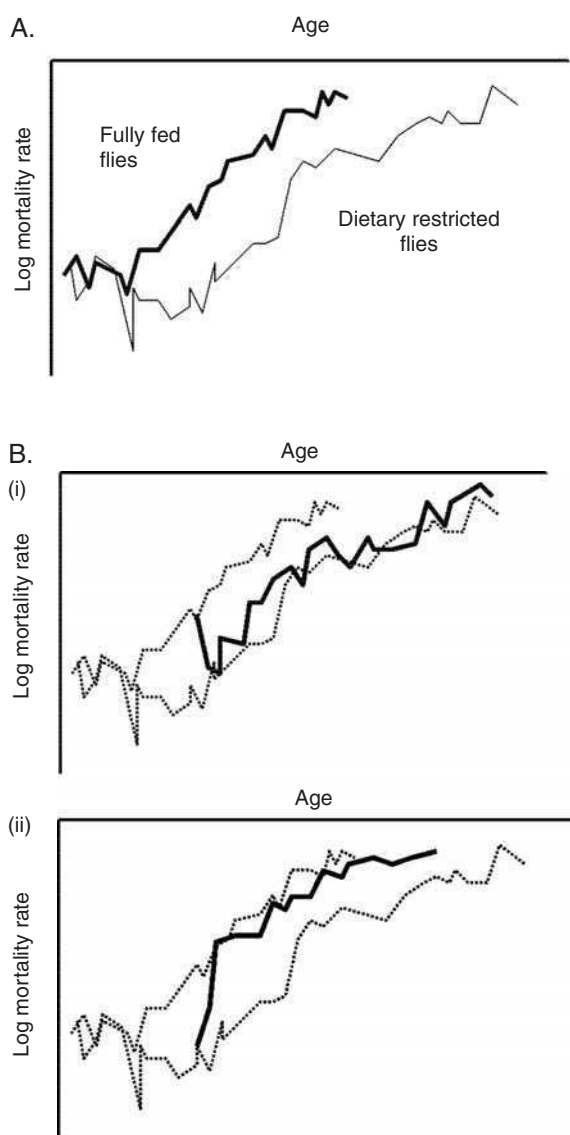 A.
Age
Log mortality rate
Fully fed
flies
Dietary restricted
flies
B.
Age
(i)
Log mortality rate
Age
(ii)
Log mortality rate